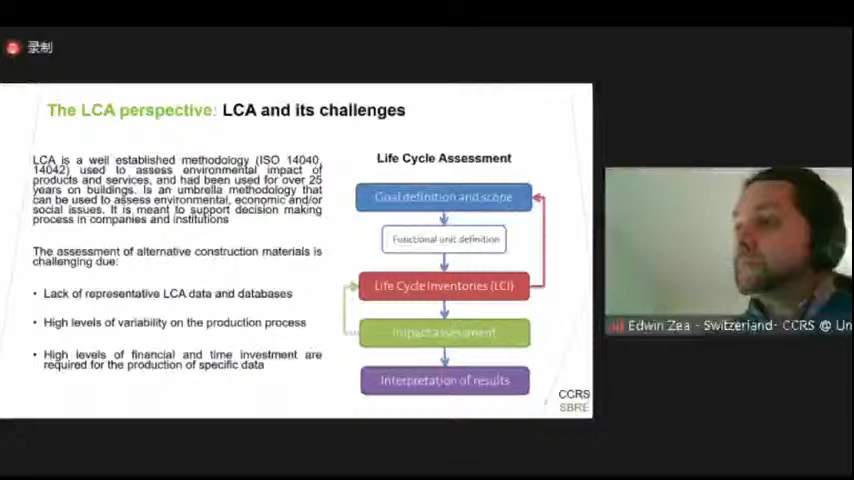 录制
The LCA perspective: LCA and its challenges
LCA is a well established methodology (ISO 14040,
14042) used to assess environmental impact of
products and services, and had been used for over 25
years on buildings. Is an umbrella methodology that
can be used to assess environmental, economic and/or
social issues. It is meant to support decision making
process in companies and institutions
The assessment of alternative construction materials is
challenging due:
• Lack of representative LCA data and databases
• High levels of variability on the production process
• High levels of financial and time investment are
required for the production of specific data
Life Cycle Assessment
Goal definition and scope
Functional unit definition
Life Cycle Inventories (LCI)
Impact assessment
Interpretation of results
CCRS
SBRE
Edwin Zea - Switzerland- CCRS @ Un